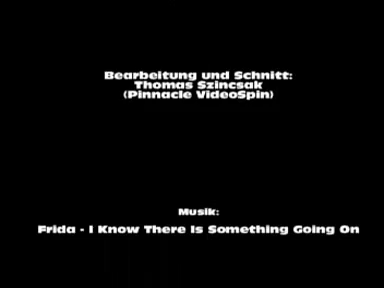 Bearbeitung und Schnitt:
Thomas Szincsak
(Pinnacle VideoSpin)
Musik:
Frida - I Know There Is Something Going On